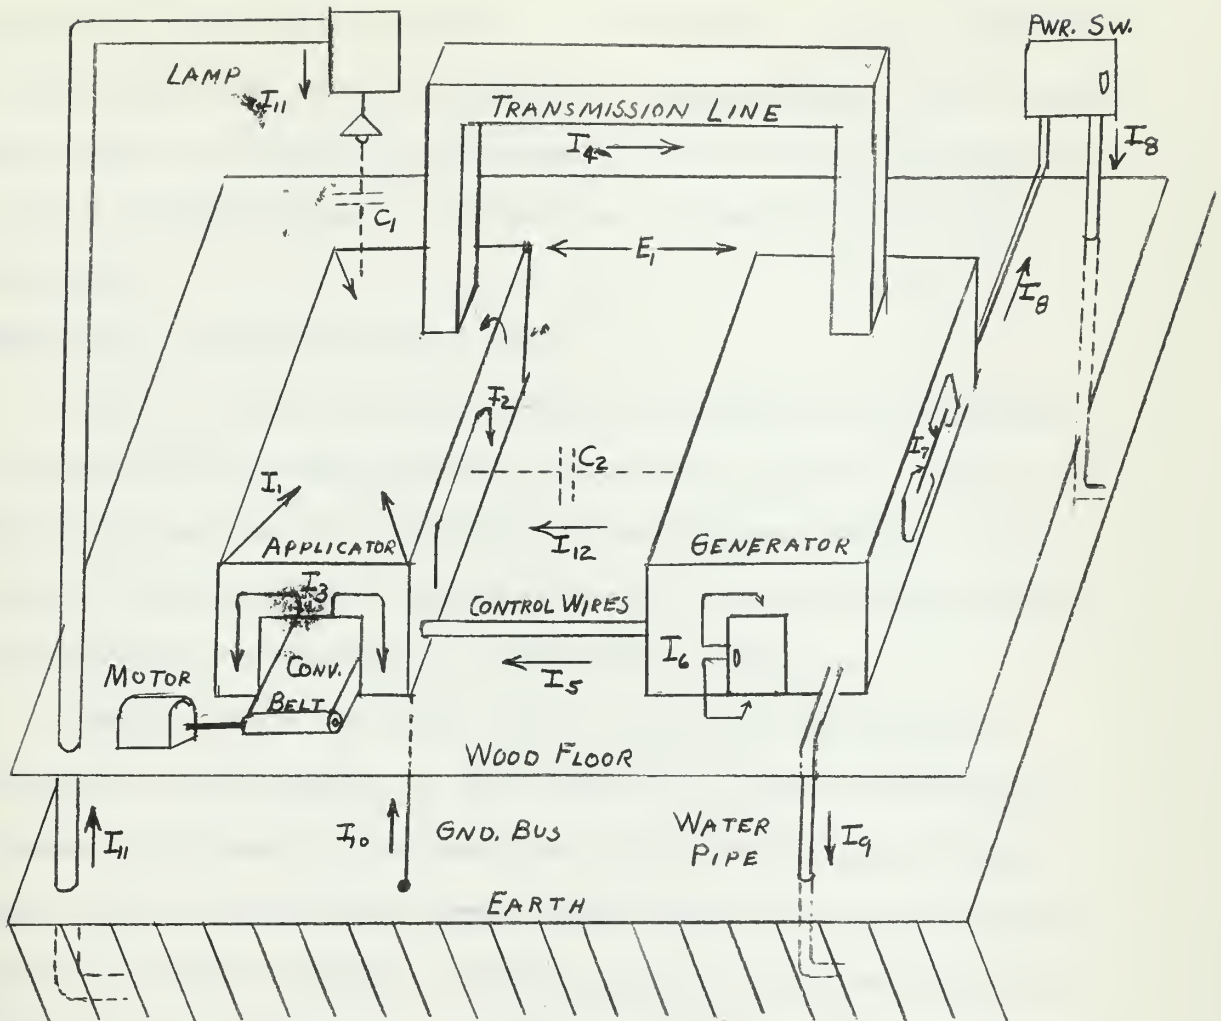 PWR. SW.
LAMP
I11
TRANSMISSION LINE
I4
I8
C1
E1
I8
I2
I7
C2
I1
I12
APPLICATOR
GENERATOR
I3
CONTROL WIRES
I6
CONV.
I5
MOTOR
BELT
WOOD FLOOR
I11
I10
GND. BUS
WATER
PIPE
I9
EARTH